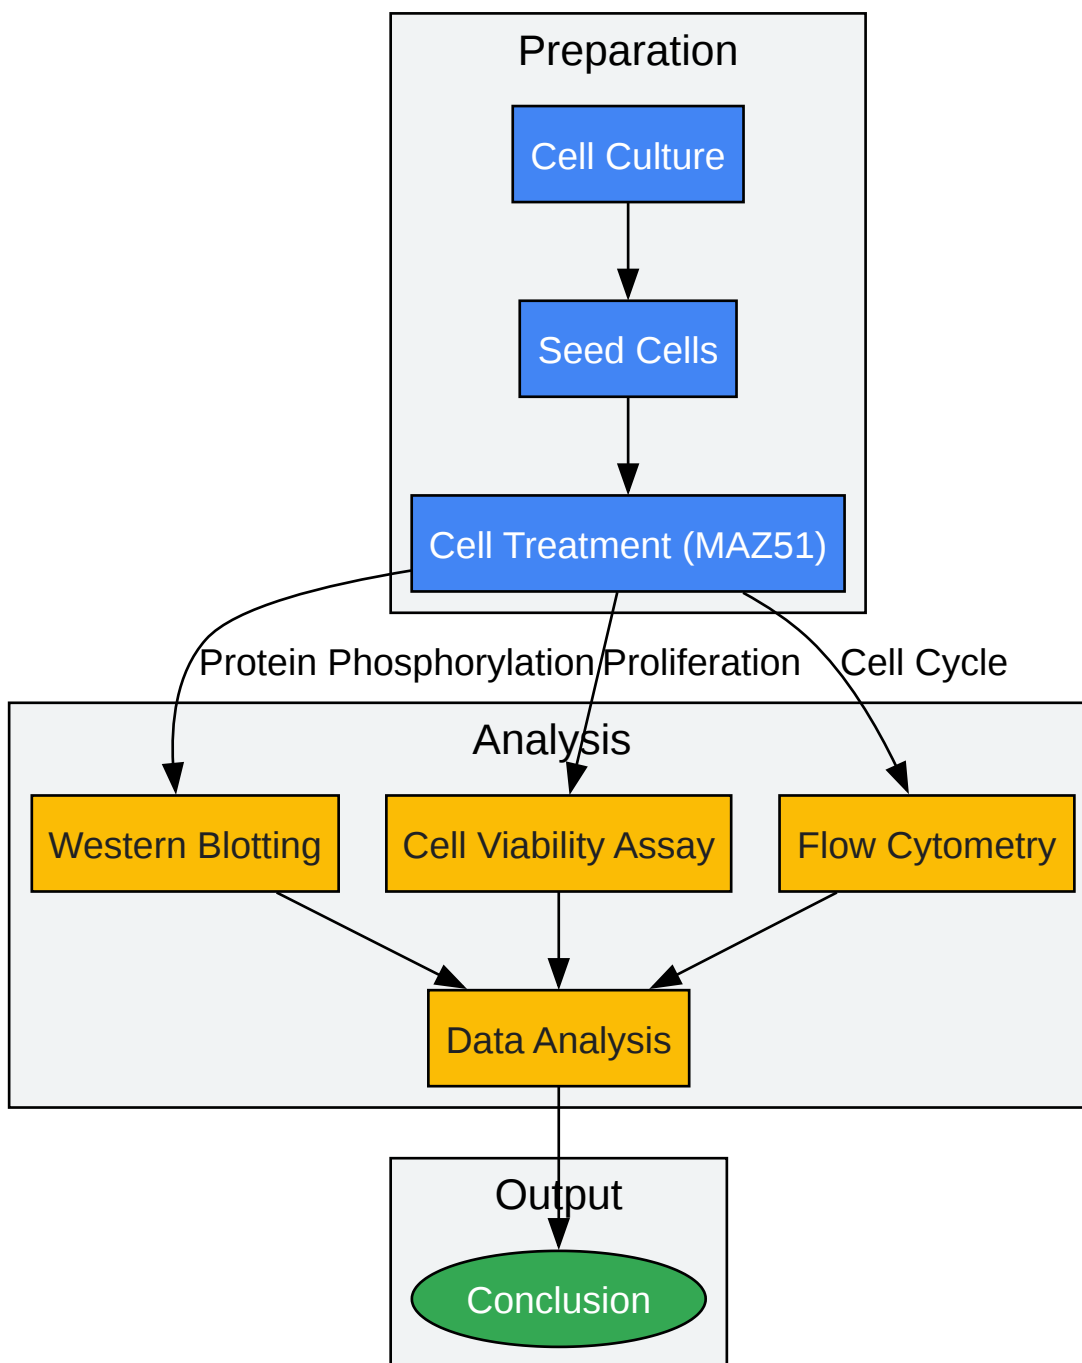 Preparation
Cell Culture
Seed Cells
Cell Treatment (MAZ51)
Protein Phosphorylation
Proliferation
Cell Cycle
Analysis
Western Blotting
Cell Viability Assay
Flow Cytometry
Data Analysis
Output
Conclusion